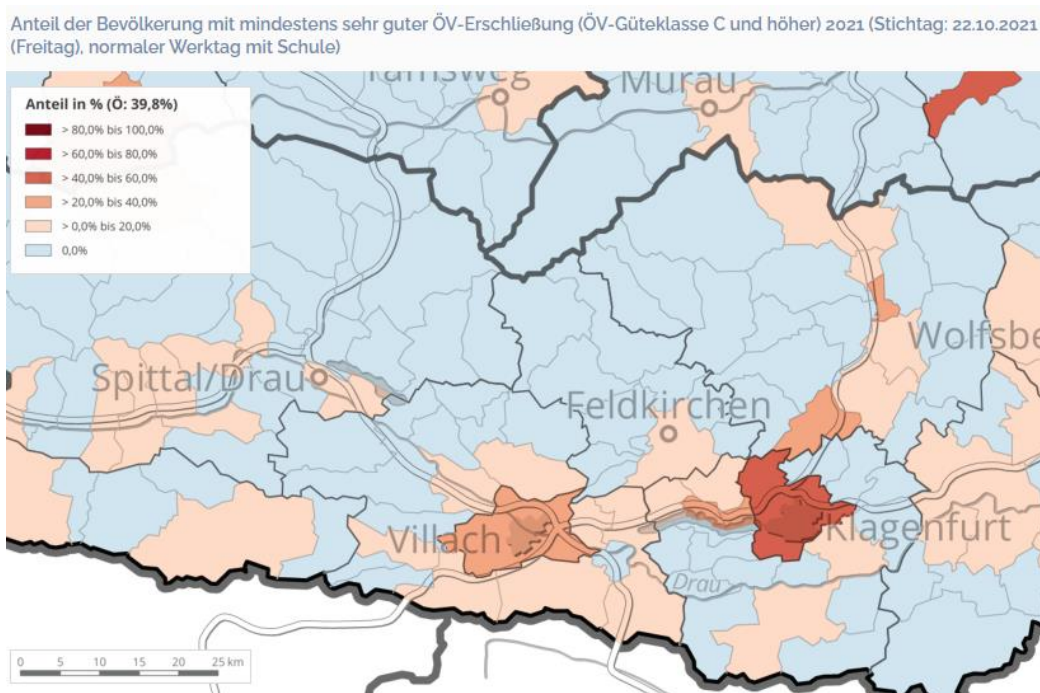 Anteil der Bevölkerung mit mindestens sehr guter ÖV-Erschließung (ÖV-Güteklasse C und höher) 2021 (Stichtag: 22.10.2021
(Freitag), normaler Werktag mit Schule)
Tamsweg
Murau
Anteil in % (Ö: 39,8%)
> 80,0% bis 100,0%
> 60,0% bis 80,0%
> 40,0% bis 60,0%
> 20,0% bis 40,0%
> 0,0% bis 20,0%
0,0%
Wolfsbe
Spittal/Drau
Feldkirchen
Villach
Klagenfurt
Drau
0 5 10 15 20 25 km